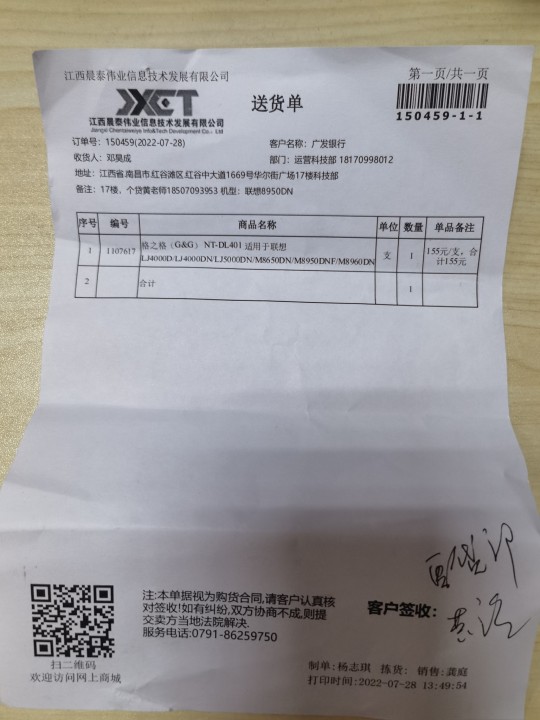 江西晨泰伟业信息技术发展有限公司
第一页/共一页
JXCT
江西晨泰伟业信息技术发展有限公司
Jiangxi Chentaiweiye Info&Tech Development Co., Ltd
送货单
150459-1-1
订单号: 150459(2022-07-28) 客户名称: 广发银行
收货人: 邓昊成 部门: 运营科技部 18170998012
地址: 江西省,南昌市,红谷滩区,红谷中大道1669号华尔街广场17楼科技部
备注: 17楼、个贷黄老师18507093953 机型: 联想8950DN
序号 编号 商品名称 单位 数量 单品备注
1 1107617 格之格 (G&G) NT-DL401 适用于联想 LJ4000D/LJ4000DN/LJ5000DN/M8650DN/M8950DNF/M8960DN 支 1 155元/支, 合计155元
2 合计 1
注:本单据视为购货合同,请客户认真核
对签收!如有纠纷,双方协商不成,则提
交卖方当地法院解决.
服务电话:0791-86259750
客户签收:
扫二维码
欢迎访问网上商城
制单: 杨志琪 拣货: 销售: 龚庭
打印时间: 2022-07-28 13:49:54